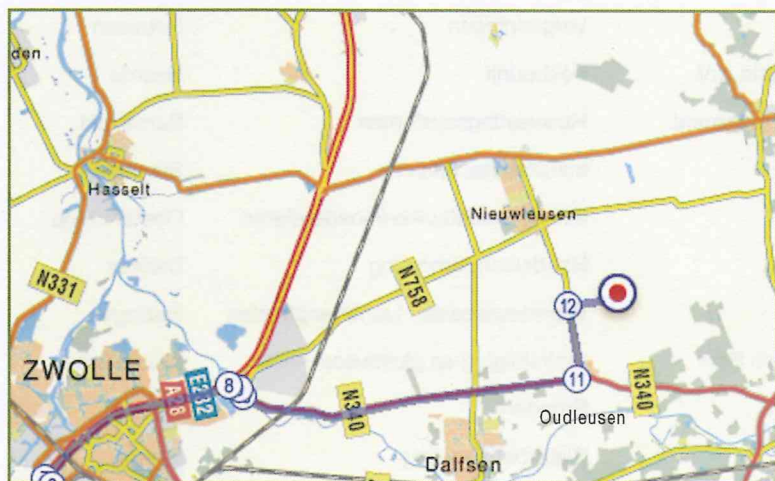 den
Hasselt
Nieuwleusen
N331
N758
12
ZWOLLE
A28
E232
8
11
N340
N340
Oudleusen
Dalfsen